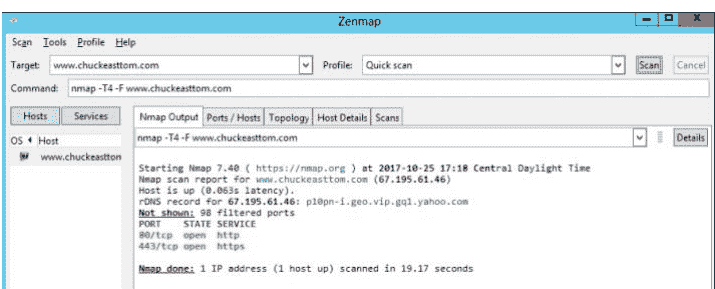 Zenmap
X
Scan Tools Profile Help
Target: www.chuckeasttom.com Profile: Quick scan Scan Cancel
Command: nmap -T4 -F www.chuckeasttom.com
Hosts Services Nmap Output Ports / Hosts Topology Host Details Scans
OS Host nmap -T4 -F www.chuckeasttom.com Details
www.chuckeastton
Starting Nmap 7.40 ( https://nmap.org ) at 2017-10-25 17:18 Central Daylight Time
Nmap scan report for www.chuckeasttom.com (67.195.61.46)
Host is up (0.063s latency).
rDNS record for 67.195.61.46: p10pn-i.geo.vip.gq1.yahoo.com
Not shown: 98 filtered ports
PORT STATE SERVICE
80/tcp open http
443/tcp open https
Nmap done: 1 IP address (1 host up) scanned in 19.17 seconds